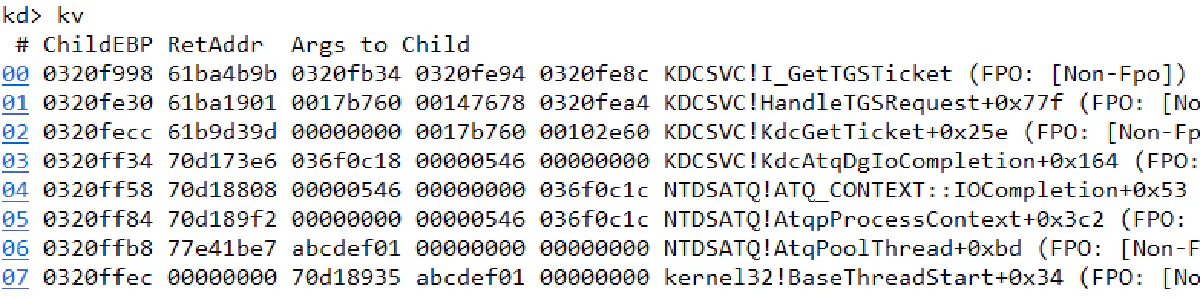 kd> kv
 # ChildEBP RetAddr  Args to Child
00 0320f998 61ba4b9b 0320fb34 0320fe94 0320fe8c KDCSVC!I_GetTGSTicket (FPO: [Non-Fpo])
01 0320fe30 61ba1901 0017b760 00147678 0320fea4 KDCSVC!HandleTGSRequest+0x77f (FPO: [No
02 0320fecc 61b9d39d 00000000 0017b760 00102e60 KDCSVC!KdcGetTicket+0x25e (FPO: [Non-Fp
03 0320ff34 70d173e6 036f0c18 00000546 00000000 KDCSVC!KdcAtqDgIoCompletion+0x164 (FPO:
04 0320ff58 70d18808 00000546 00000000 036f0c1c NTDSATQ!ATQ_CONTEXT::IOCompletion+0x53
05 0320ff84 70d189f2 00000000 00000546 036f0c1c NTDSATQ!AtqpProcessContext+0x3c2 (FPO:
06 0320ffb8 77e41be7 abcdef01 00000000 00000000 NTDSATQ!AtqPoolThread+0xbd (FPO: [Non-F
07 0320ffec 00000000 70d18935 abcdef01 00000000 kernel32!BaseThreadStart+0x34 (FPO: [No